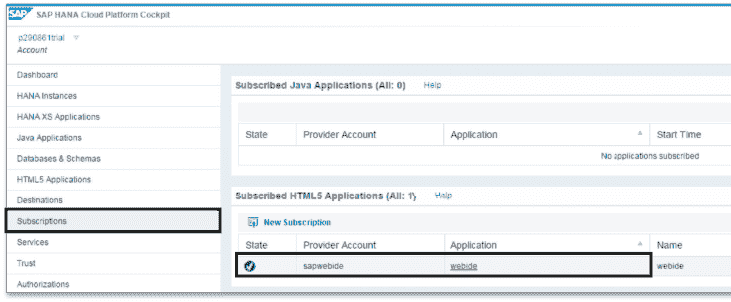 SAP SAP HANA Cloud Platform Cockpit
p290861trial
Account
Dashboard
HANA Instances
HANA XS Applications
Java Applications
Databases & Schemas
HTML5 Applications
Destinations
Subscriptions
Services
Trust
Authorizations
Subscribed Java Applications (All: 0) Help
State Provider Account Application Start Time
No applications subscribed
Subscribed HTML5 Applications (All: 1) Help
New Subscription
State Provider Account Application Name
sapwebide webide webide